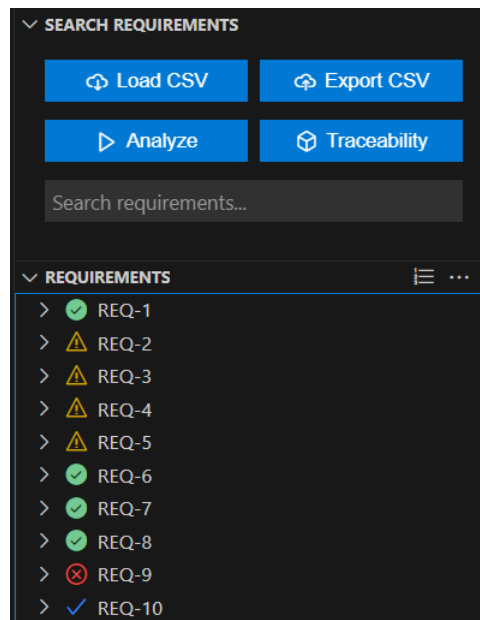 SEARCH REQUIREMENTS
Load CSV
Export CSV
Analyze
Traceability
Search requirements...
REQUIREMENTS
REQ-1
REQ-2
REQ-3
REQ-4
REQ-5
REQ-6
REQ-7
REQ-8
REQ-9
REQ-10